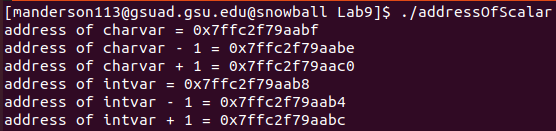 [manderson113@gsuad.gsu.edu@snowball Lab9]$ ./addressOfScalar
address of charvar = 0x7ffc2f79aabf
address of charvar - 1 = 0x7ffc2f79aabe
address of charvar + 1 = 0x7ffc2f79aac0
address of intvar = 0x7ffc2f79aab8
address of intvar - 1 = 0x7ffc2f79aab4
address of intvar + 1 = 0x7ffc2f79aabc